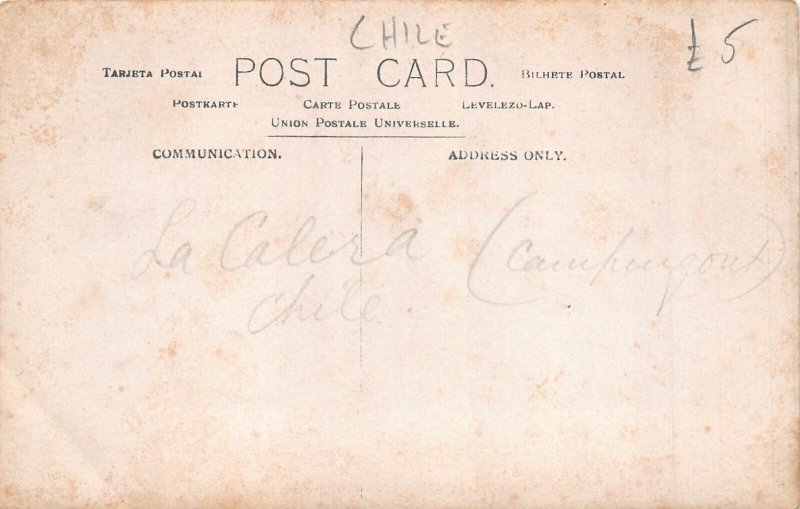 CHILE
£5
TARJETA POSTAL POST CARD. BILHETE POSTAL
POSTKARTE CARTE POSTALE LEVELEZO-LAP.
UNION POSTALE UNIVERSELLE.
COMMUNICATION. ADDRESS ONLY.
La Calera (Camping out)
Chile.